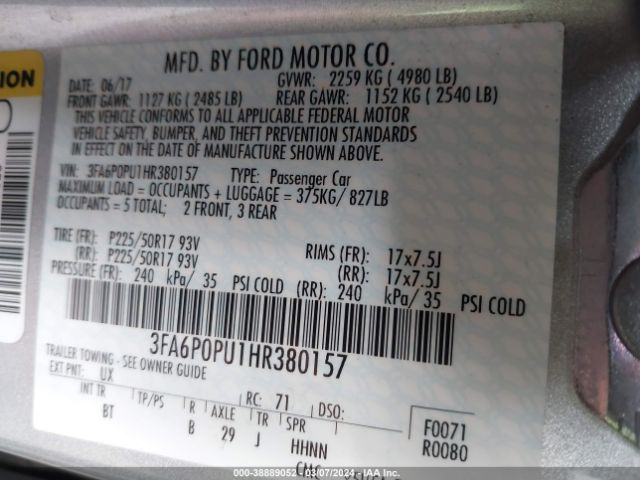 MFD. BY FORD MOTOR CO.
DATE: 06/17 GVWR: 2259 KG ( 4980 LB)
FRONT GAWR: 1127 KG ( 2485 LB) REAR GAWR: 1152 KG ( 2540 LB)
THIS VEHICLE CONFORMS TO ALL APPLICABLE FEDERAL MOTOR
VEHICLE SAFETY, BUMPER, AND THEFT PREVENTION STANDARDS
IN EFFECT ON THE DATE OF MANUFACTURE SHOWN ABOVE.
VIN: 3FA6P0PU1HR380157 TYPE: Passenger Car
MAXIMUM LOAD = OCCUPANTS + LUGGAGE = 375KG/ 827LB
OCCUPANTS = 5 TOTAL; 2 FRONT, 3 REAR
TIRE (FR): P225/50R17 93V RIMS (FR): 17x7.5J
(RR): P225/50R17 93V (RR): 17x7.5J
PRESSURE (FR): 240 kPa/ 35 PSI COLD (RR): 240 kPa/ 35 PSI COLD
3FA6P0PU1HR380157
TRAILER TOWING - SEE OWNER GUIDE
EXT PNT: UX RC: 71 DSO: F0071
INT TR TP/PS R AXLE TR SPR R0080
BT B 29 J HHNN
100% - 38889052 - 03/07/2024 - IAA Inc.